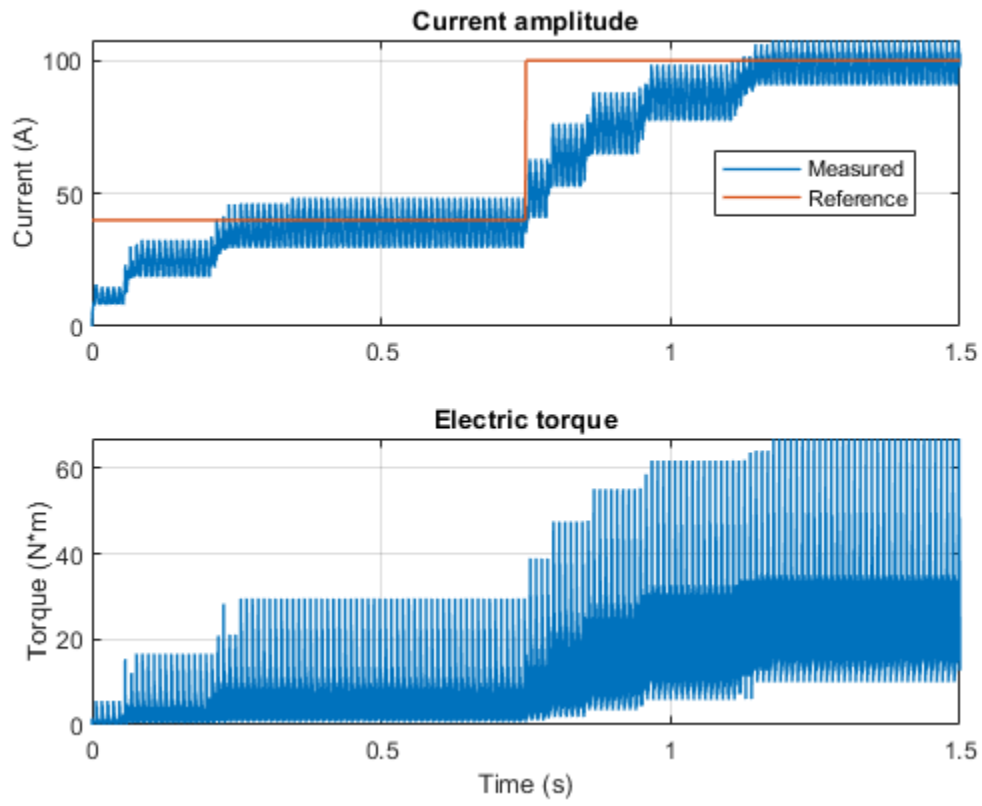 Current amplitude
100
50
0
Current (A)
Measured
Reference
0 0.5 1 1.5
Electric torque
60
40
20
0
Torque (N*m)
0 0.5 1 1.5
Time (s)